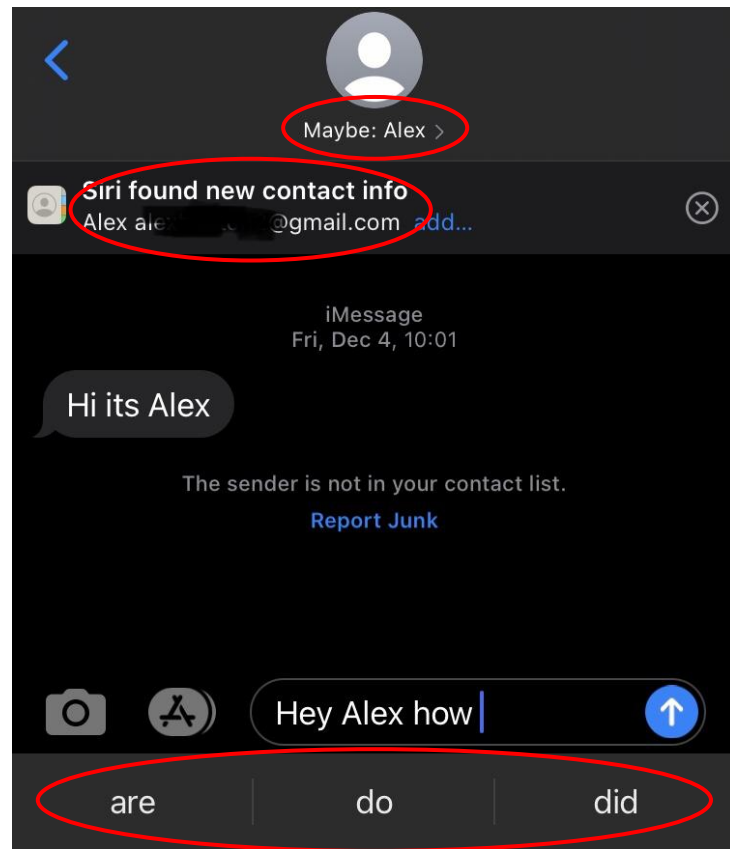 Maybe: Alex >
Siri found new contact info
Alex @gmail.com add...
iMessage
Fri, Dec 4, 10:01
Hi its Alex
The sender is not in your contact list.
Report Junk
Hey Alex how
are do did